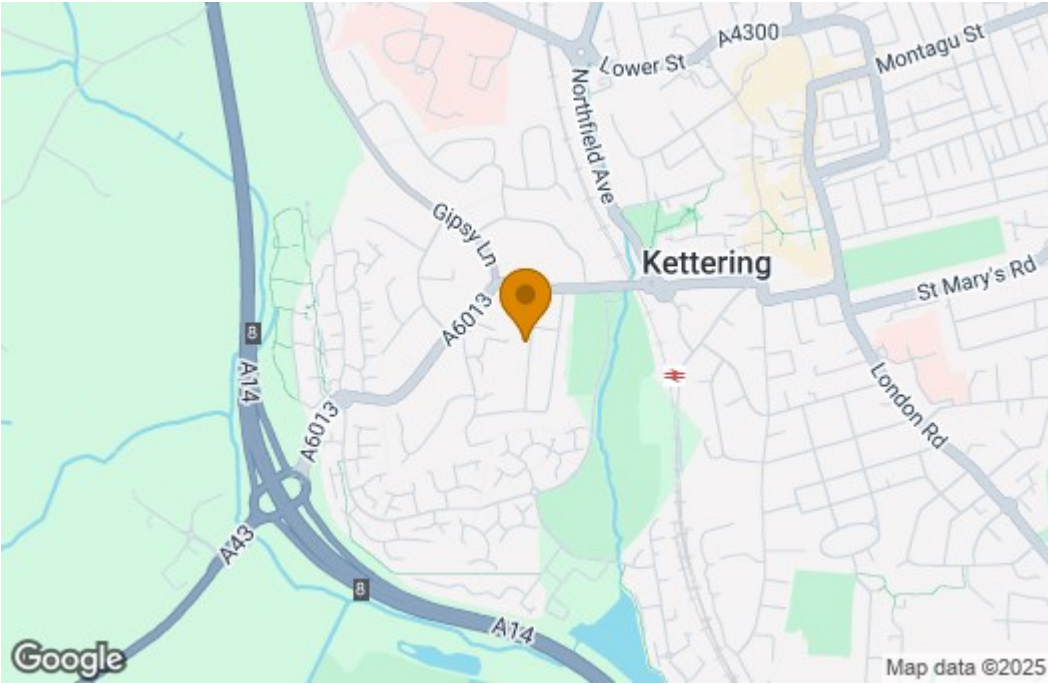 A4300
Montagu St
Lower St
Northfield Ave
Gipsy Ln
Kettering
St Mary's Rd
A6013
8
A14
London Rd
A6013
A43
8
A14
Google
Map data ©2025